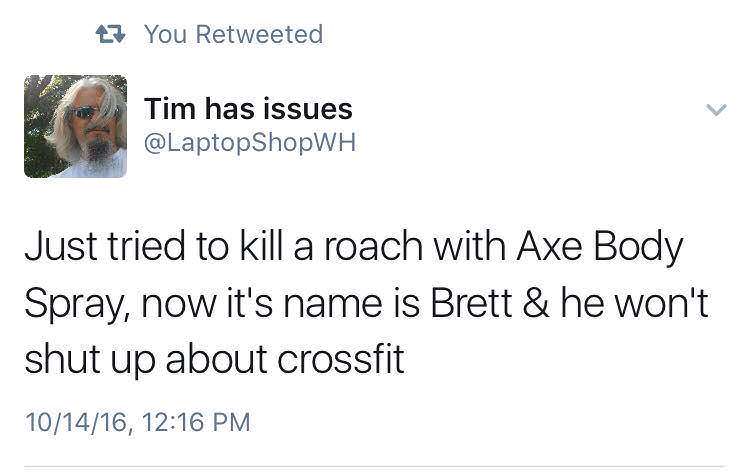 You Retweeted
Tim has issues
@LaptopShopWH
Just tried to kill a roach with Axe Body
Spray, now it's name is Brett & he won't
shut up about crossfit
10/14/16, 12:16 PM